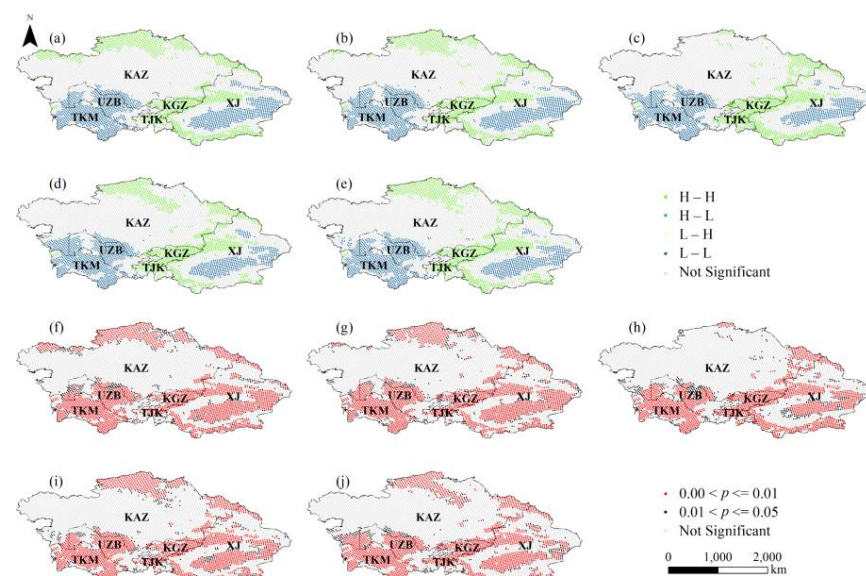 N
(a)
KAZ
UZB
TKM
KGZ
TJK
XJ
(b)
KAZ
UZB
TKM
KGZ
TJK
XJ
(c)
KAZ
UZB
TKM
KGZ
TJK
XJ
(d)
KAZ
UZB
TKM
KGZ
TJK
XJ
(e)
KAZ
UZB
TKM
KGZ
TJK
XJ
H – H
H – L
L – H
L – L
Not Significant
(f)
KAZ
UZB
TKM
KGZ
TJK
XJ
(g)
KAZ
UZB
TKM
KGZ
TJK
XJ
(h)
KAZ
UZB
TKM
KGZ
TJK
XJ
(i)
KAZ
UZB
TKM
KGZ
TJK
XJ
(j)
KAZ
UZB
TKM
KGZ
TJK
XJ
0.00 < p <= 0.01
0.01 < p <= 0.05
Not Significant
0 1,000 2,000
km